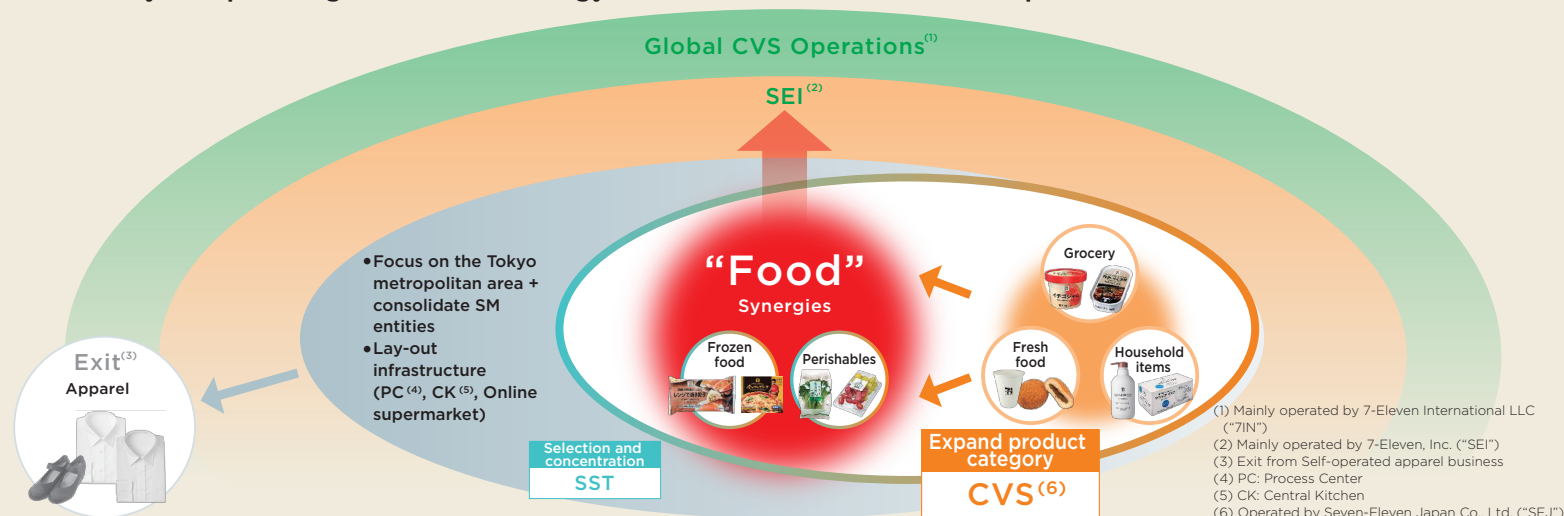 Global CVS Operations(1)
SEI(2)
•Focus on the Tokyo
metropolitan area +
consolidate SM
entities
•Lay-out
infrastructure
(PC(4), CK(5), Online
supermarket)
Exit(3)
Apparel
"Food"
Synergies
Frozen
food
Perishables
Grocery
Fresh
food
Household
items
Selection and
concentration
SST
Expand product
category
CVS(6)
(1) Mainly operated by 7-Eleven International LLC
("7IN")
(2) Mainly operated by 7-Eleven, Inc. ("SEI")
(3) Exit from Self-operated apparel business
(4) PC: Process Center
(5) CK: Central Kitchen
(6) Operated by Seven-Eleven Japan Co., Ltd. ("SEJ")